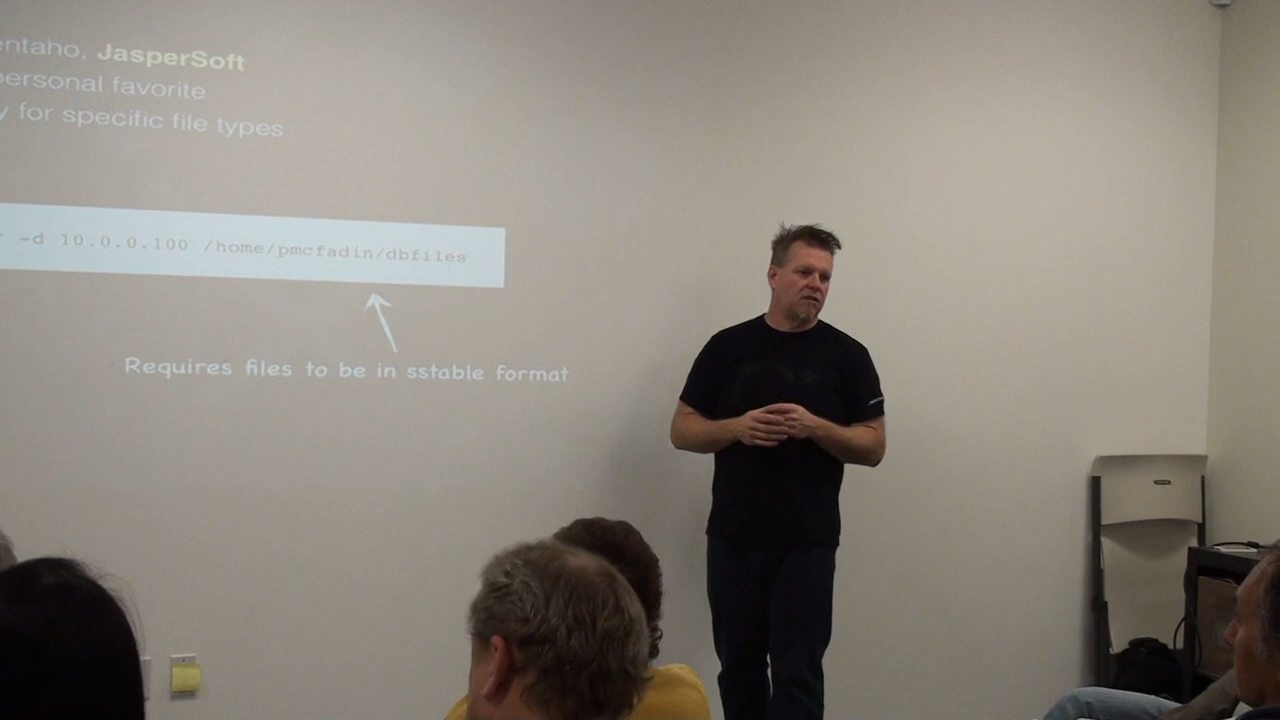 entaho, JasperSoft
personal favorite
y for specific file types
-d 10.0.0.100 /home/pmcfadin/dbfiles
Requires files to be in sstable format